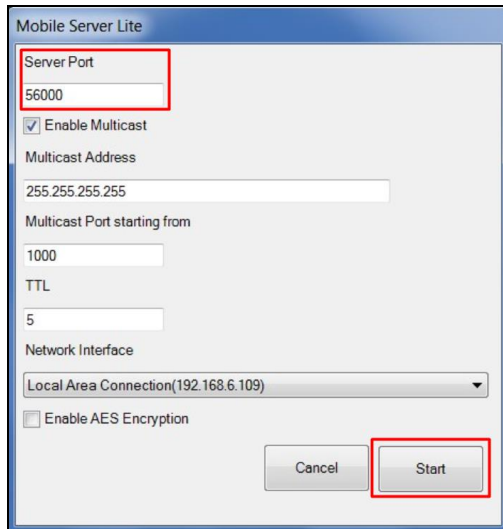 Mobile Server Lite
Server Port
56000
Enable Multicast
Multicast Address
255.255.255.255
Multicast Port starting from
1000
TTL
5
Network Interface
Local Area Connection(192.168.6.109)
Enable AES Encryption
Cancel Start